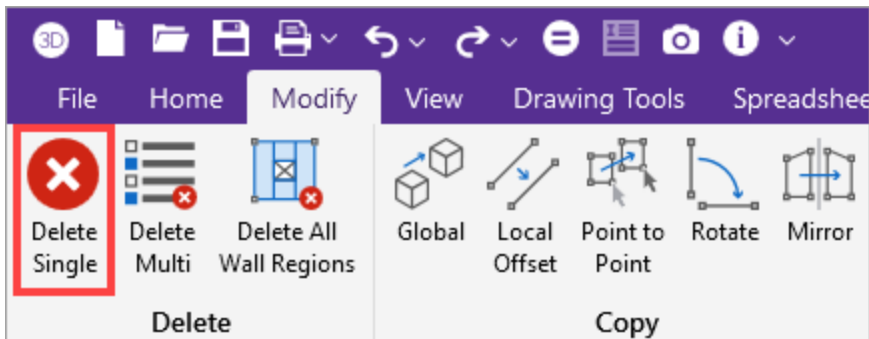 3D
File Home Modify View Drawing Tools Spreadshee
Delete Single
Delete Multi
Delete All Wall Regions
Global
Local Offset
Point to Point
Rotate
Mirror
Delete
Copy